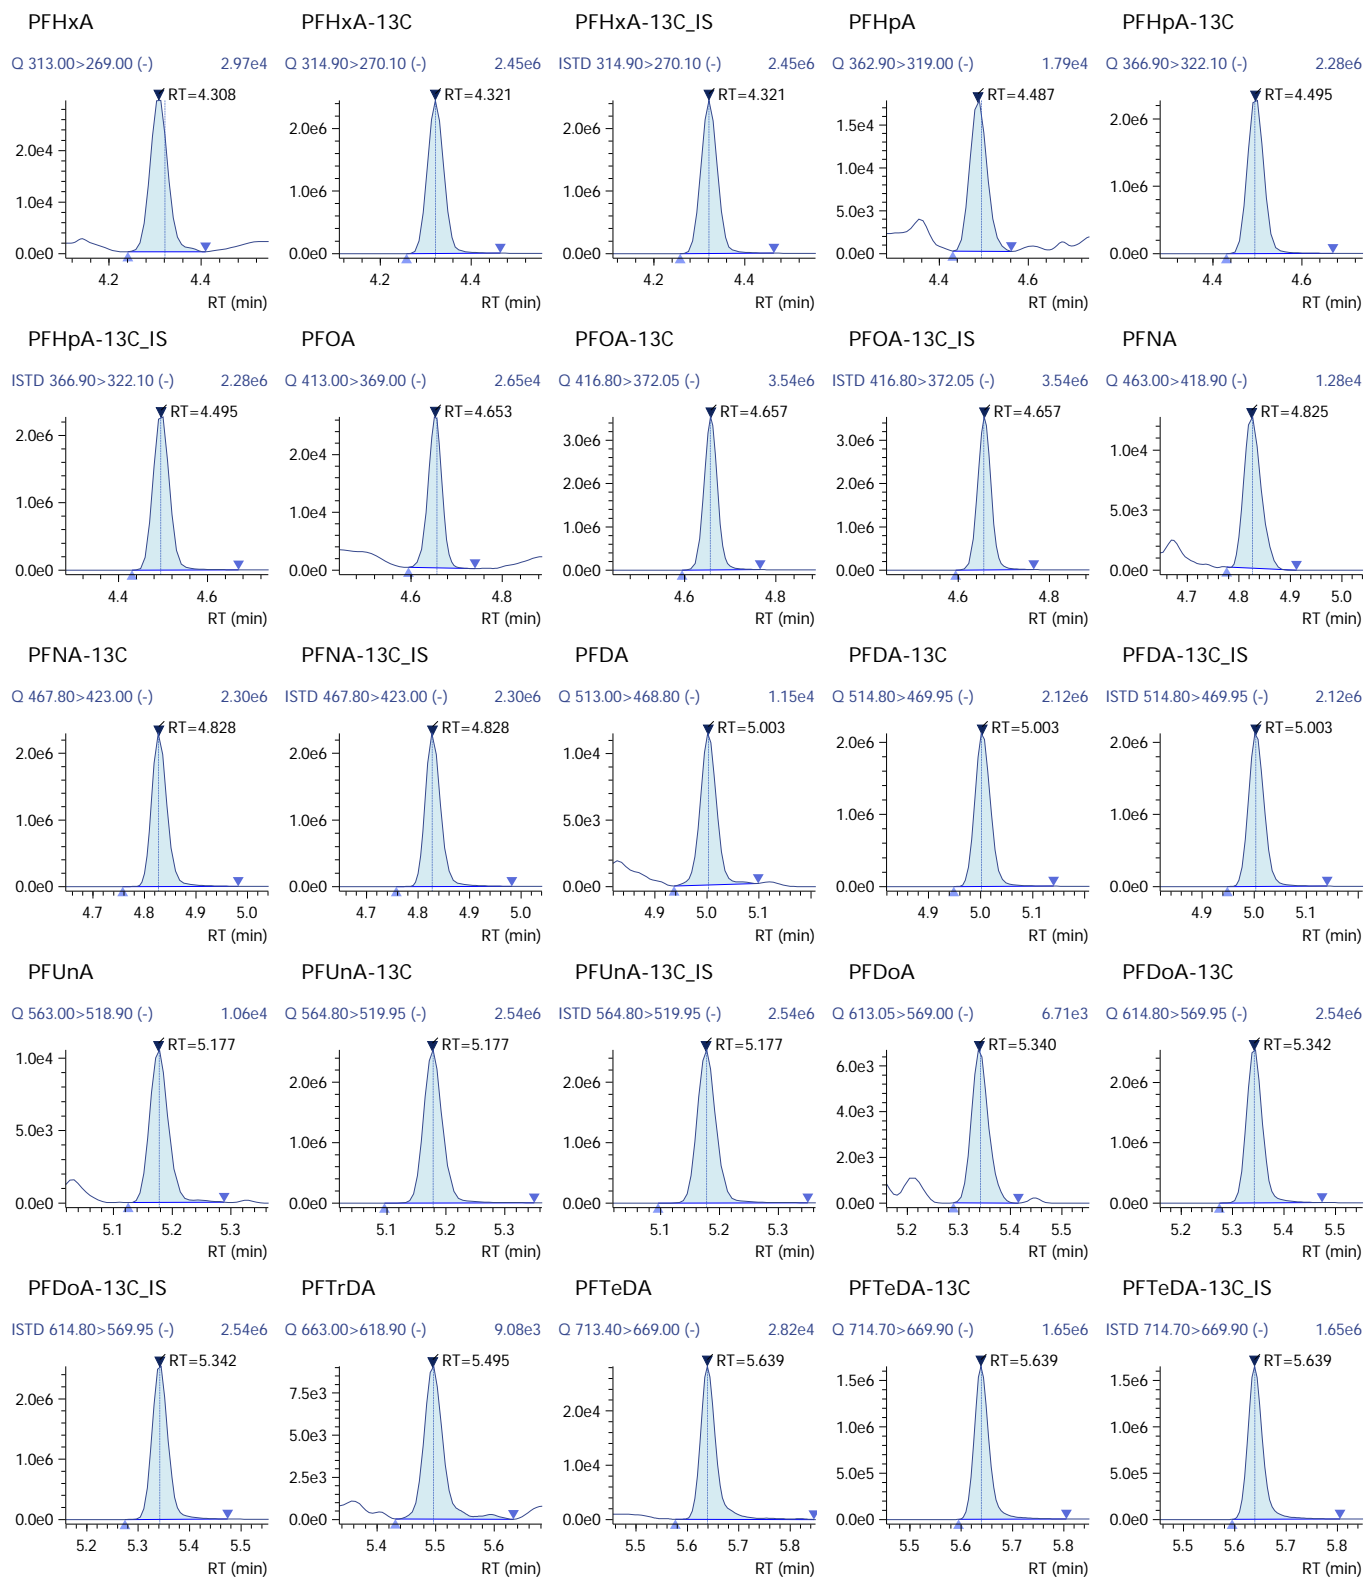 PFHxA
Q 313.00>269.00 (-) 2.97e4
RT=4.308
2.0e4
1.0e4
0.0e0
4.2 4.4
RT (min)
PFHxA-13C
Q 314.90>270.10 (-) 2.45e6
RT=4.321
2.0e6
1.0e6
0.0e0
4.2 4.4
RT (min)
PFHxA-13C_IS
ISTD 314.90>270.10 (-) 2.45e6
RT=4.321
2.0e6
1.0e6
0.0e0
4.2 4.4
RT (min)
PFHpA
Q 362.90>319.00 (-) 1.79e4
RT=4.487
1.5e4
1.0e4
5.0e3
0.0e0
4.4 4.6
RT (min)
PFHpA-13C
Q 366.90>322.10 (-) 2.28e6
RT=4.495
2.0e6
1.0e6
0.0e0
4.4 4.6
RT (min)
PFHpA-13C_IS
ISTD 366.90>322.10 (-) 2.28e6
RT=4.495
2.0e6
1.0e6
0.0e0
4.4 4.6
RT (min)
PFOA
Q 413.00>369.00 (-) 2.65e4
RT=4.653
2.0e4
1.0e4
0.0e0
4.6 4.8
RT (min)
PFOA-13C
Q 416.80>372.05 (-) 3.54e6
RT=4.657
3.0e6
2.0e6
1.0e6
0.0e0
4.6 4.8
RT (min)
PFOA-13C_IS
ISTD 416.80>372.05 (-) 3.54e6
RT=4.657
3.0e6
2.0e6
1.0e6
0.0e0
4.6 4.8
RT (min)
PFNA
Q 463.00>418.90 (-) 1.28e4
RT=4.825
1.0e4
5.0e3
0.0e0
4.7 4.8 4.9 5.0
RT (min)
PFNA-13C
Q 467.80>423.00 (-) 2.30e6
RT=4.828
2.0e6
1.0e6
0.0e0
4.7 4.8 4.9 5.0
RT (min)
PFNA-13C_IS
ISTD 467.80>423.00 (-) 2.30e6
RT=4.828
2.0e6
1.0e6
0.0e0
4.7 4.8 4.9 5.0
RT (min)
PFDA
Q 513.00>468.80 (-) 1.15e4
RT=5.003
1.0e4
5.0e3
0.0e0
4.9 5.0 5.1
RT (min)
PFDA-13C
Q 514.80>469.95 (-) 2.12e6
RT=5.003
2.0e6
1.0e6
0.0e0
4.9 5.0 5.1
RT (min)
PFDA-13C_IS
ISTD 514.80>469.95 (-) 2.12e6
RT=5.003
2.0e6
1.0e6
0.0e0
4.9 5.0 5.1
RT (min)
PFUnA
Q 563.00>518.90 (-) 1.06e4
RT=5.177
1.0e4
5.0e3
0.0e0
5.1 5.2 5.3
RT (min)
PFUnA-13C
Q 564.80>519.95 (-) 2.54e6
RT=5.177
2.0e6
1.0e6
0.0e0
5.1 5.2 5.3
RT (min)
PFUnA-13C_IS
ISTD 564.80>519.95 (-) 2.54e6
RT=5.177
2.0e6
1.0e6
0.0e0
5.1 5.2 5.3
RT (min)
PFDoA
Q 613.05>569.00 (-) 6.71e3
RT=5.340
6.0e3
4.0e3
2.0e3
0.0e0
5.2 5.3 5.4 5.5
RT (min)
PFDoA-13C
Q 614.80>569.95 (-) 2.54e6
RT=5.342
2.0e6
1.0e6
0.0e0
5.2 5.3 5.4 5.5
RT (min)
PFDoA-13C_IS
ISTD 614.80>569.95 (-) 2.54e6
RT=5.342
2.0e6
1.0e6
0.0e0
5.2 5.3 5.4 5.5
RT (min)
PFTrDA
Q 663.00>618.90 (-) 9.08e3
RT=5.495
7.5e3
5.0e3
2.5e3
0.0e0
5.4 5.5 5.6
RT (min)
PFTeDA
Q 713.40>669.00 (-) 2.82e4
RT=5.639
2.0e4
1.0e4
0.0e0
5.5 5.6 5.7 5.8
RT (min)
PFTeDA-13C
Q 714.70>669.90 (-) 1.65e6
RT=5.639
1.5e6
1.0e6
5.0e5
0.0e0
5.5 5.6 5.7 5.8
RT (min)
PFTeDA-13C_IS
ISTD 714.70>669.90 (-) 1.65e6
RT=5.639
1.5e6
1.0e6
5.0e5
0.0e0
5.5 5.6 5.7 5.8
RT (min)